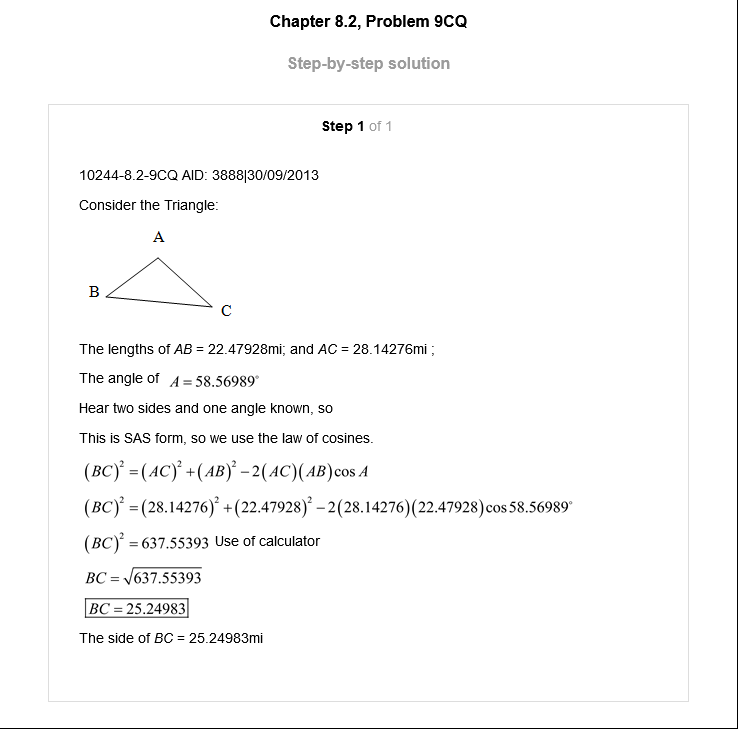 Chapter 8.2, Problem 9CQ
Step-by-step solution
Step 1 of 1
10244-8.2-9CQ AID: 3888|30/09/2013
Consider the Triangle:
A
B
C
The lengths of AB = 22.47928mi; and AC = 28.14276mi ;
The angle of A = 58.56989°
Hear two sides and one angle known, so
This is SAS form, so we use the law of cosines.
(BC)² = (AC)² + (AB)² − 2(AC)(AB)cos A
(BC)² = (28.14276)² + (22.47928)² − 2(28.14276)(22.47928)cos 58.56989°
(BC)² = 637.55393 Use of calculator
BC = √637.55393
BC = 25.24983
The side of BC = 25.24983mi